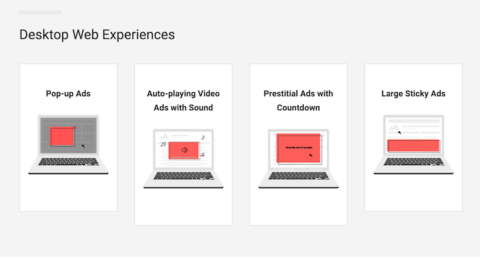 Desktop Web Experiences
Pop-up Ads
Auto-playing Video
Ads with Sound
Prestitial Ads with
Countdown
Large Sticky Ads